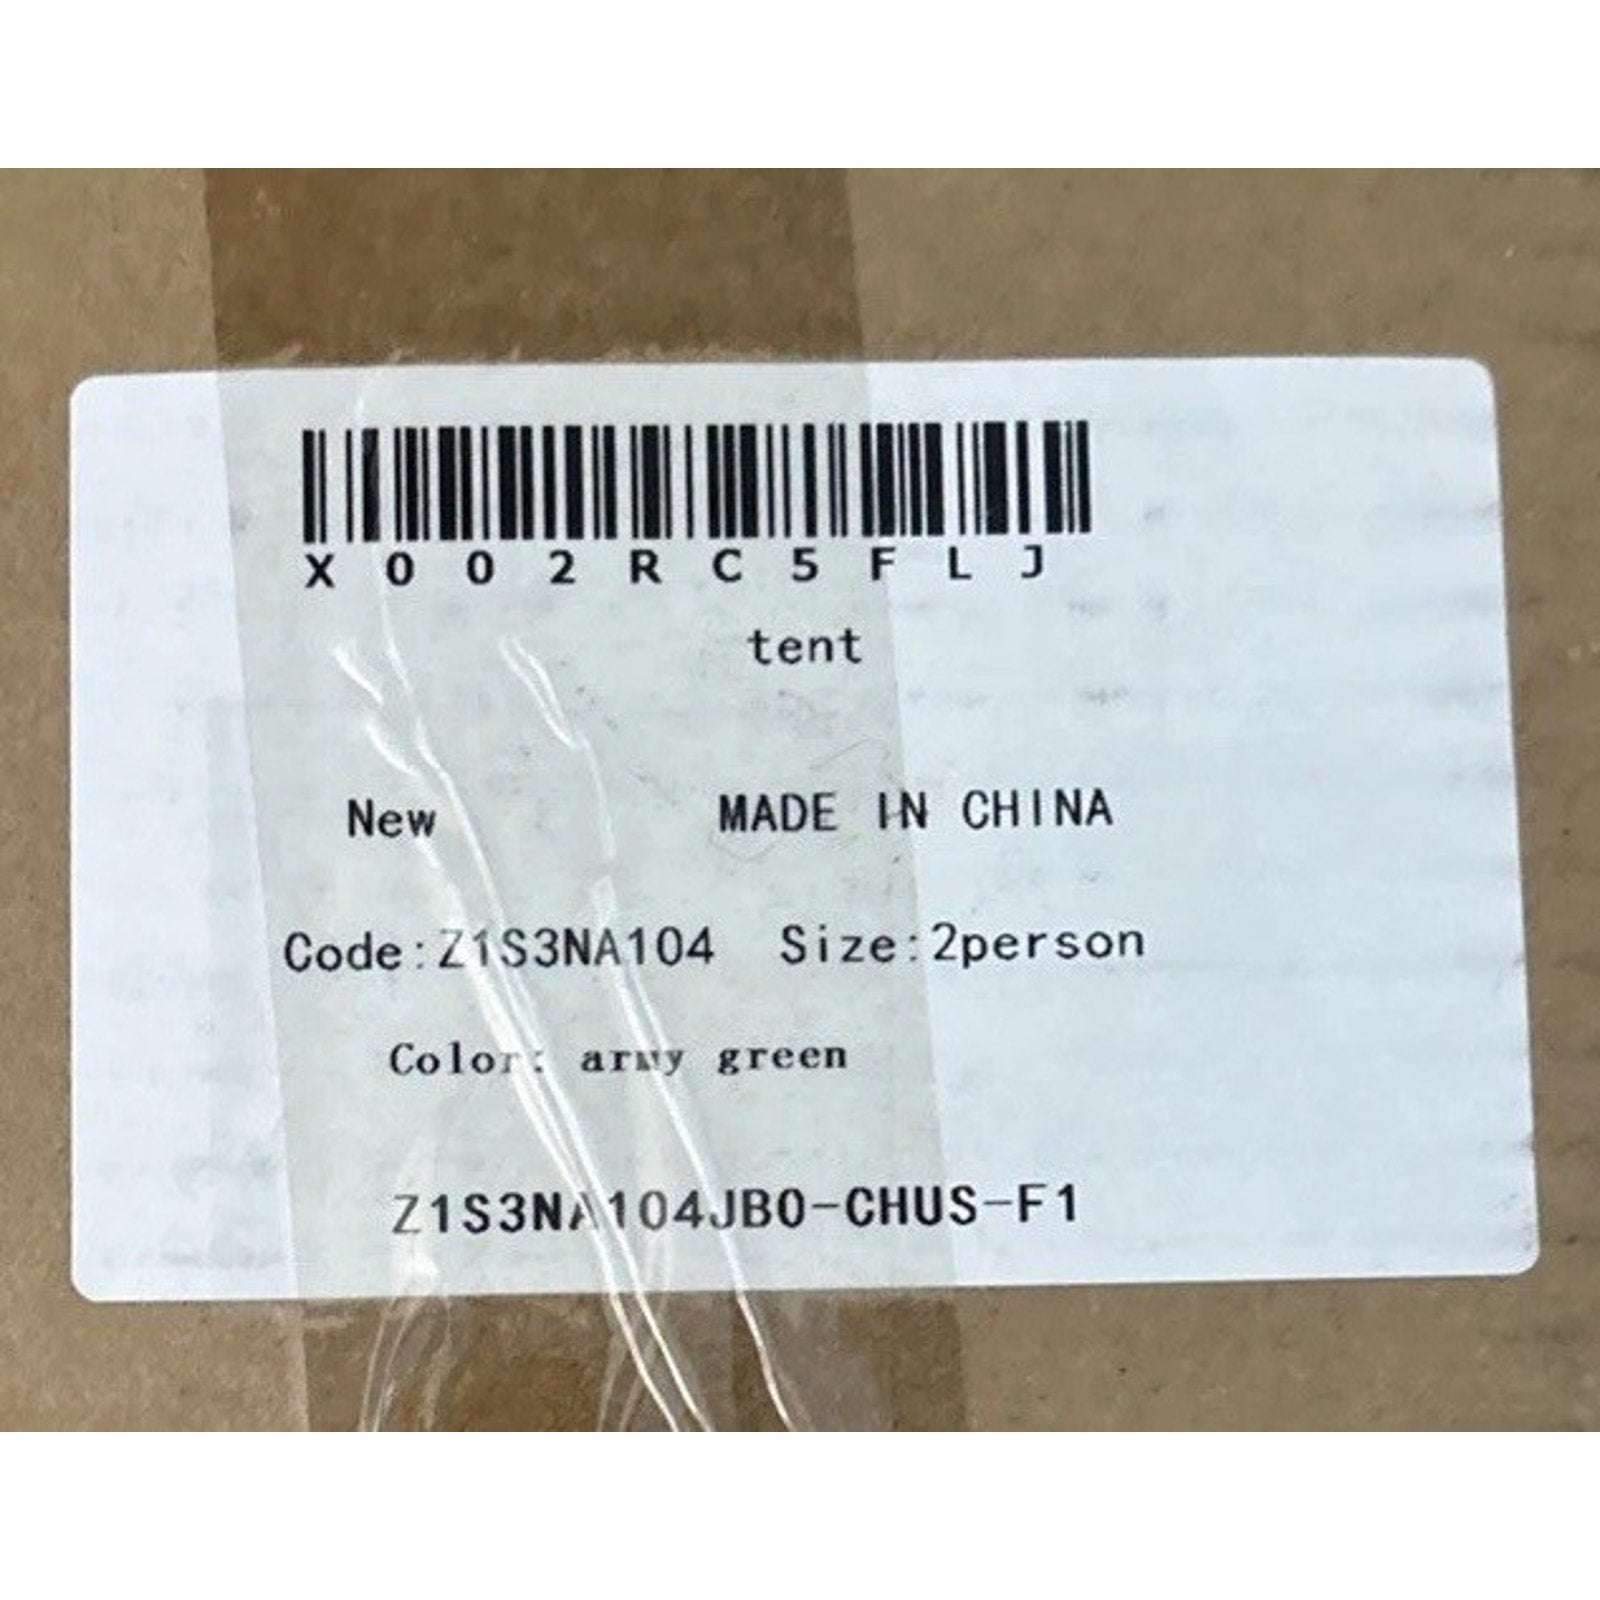 X002RC5FLJ
tent
New MADE IN CHINA
Code:Z1S3NA104 Size:2person
Color: army green
Z1S3NA104JB0-CHUS-F1